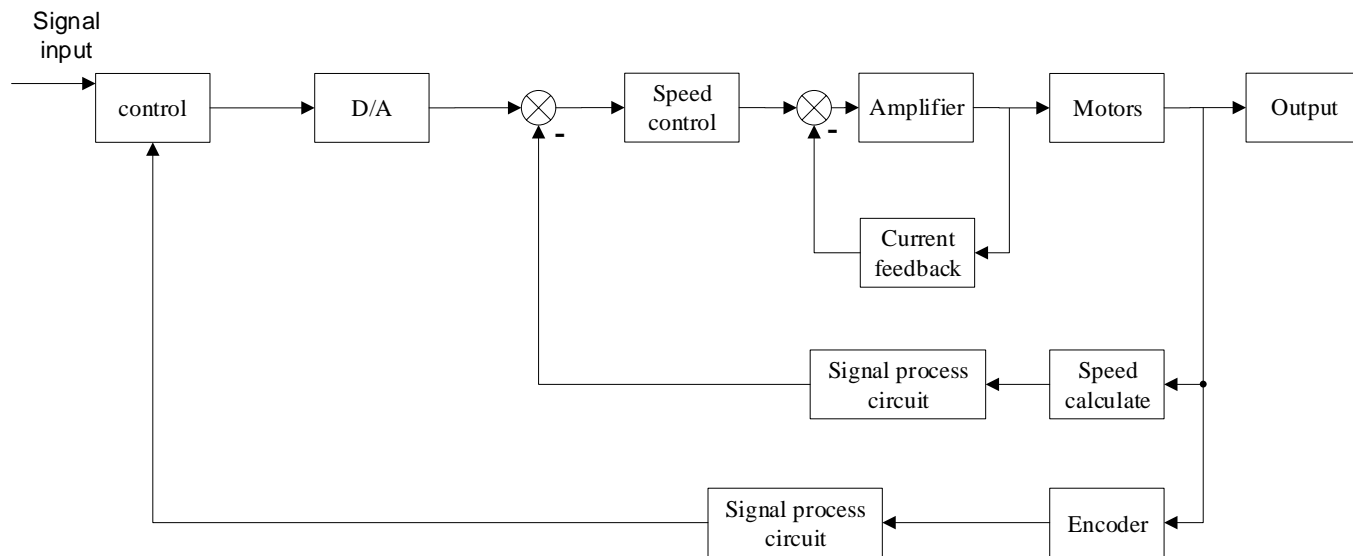 Signal
input
control
D/A
Speed
control
Amplifier
Motors
Output
-
-
Current
feedback
Signal process
circuit
Speed
calculate
Signal process
circuit
Encoder